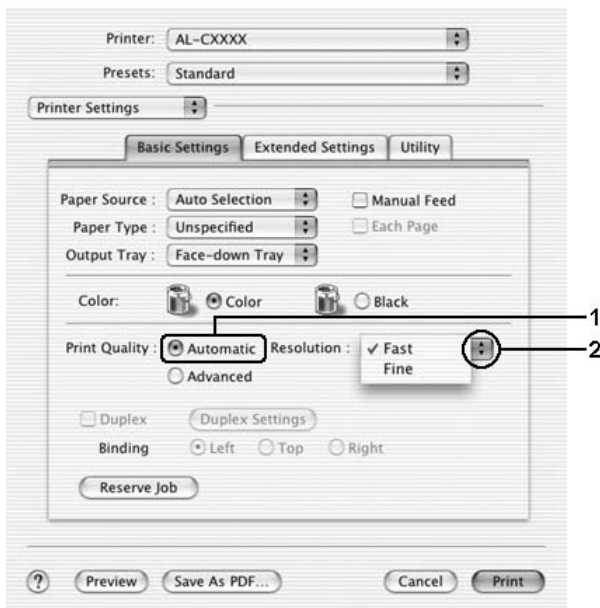 Printer: AL-CXXXX
Presets: Standard
Printer Settings
Basic Settings Extended Settings Utility
Paper Source : Auto Selection Manual Feed
Paper Type : Unspecified Each Page
Output Tray : Face-down Tray
Color: Color Black
1
Print Quality : Automatic Resolution : ✓ Fast 2
Fine
Advanced
Duplex Duplex Settings
Binding Left Top Right
Reserve Job
? Preview Save As PDF... Cancel Print